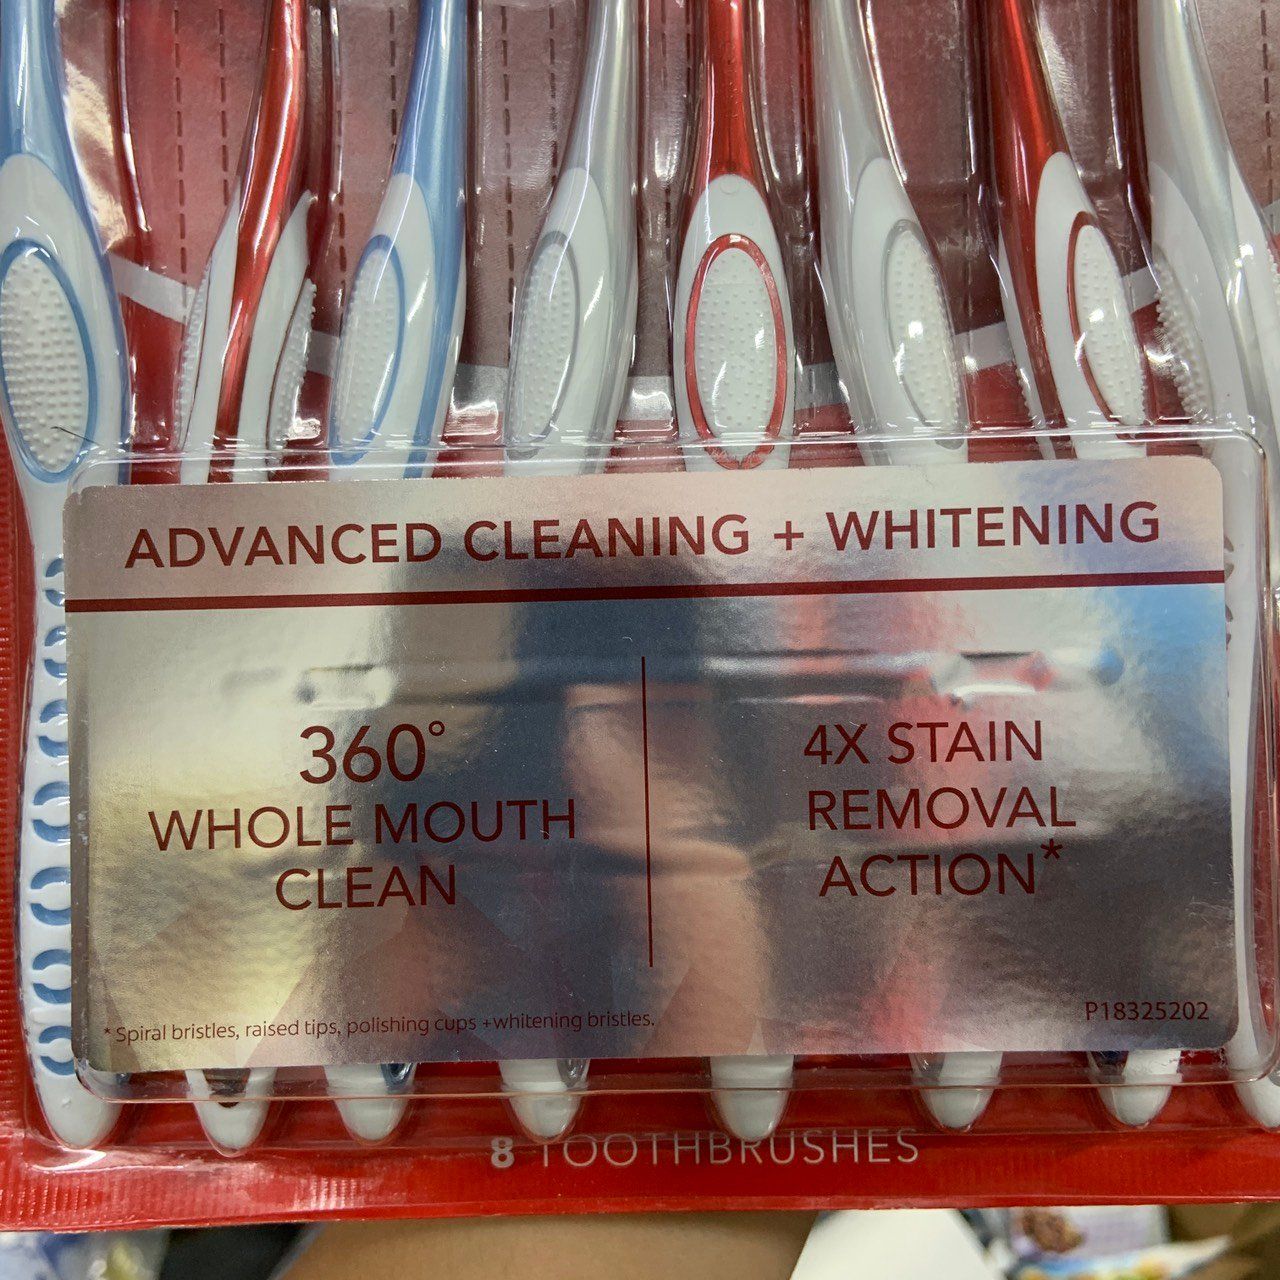 ADVANCED CLEANING + WHITENING
360°
WHOLE MOUTH
CLEAN
4X STAIN
REMOVAL
ACTION*
* Spiral bristles, raised tips, polishing cups +whitening bristles.
P18325202
8 TOOTHBRUSHES